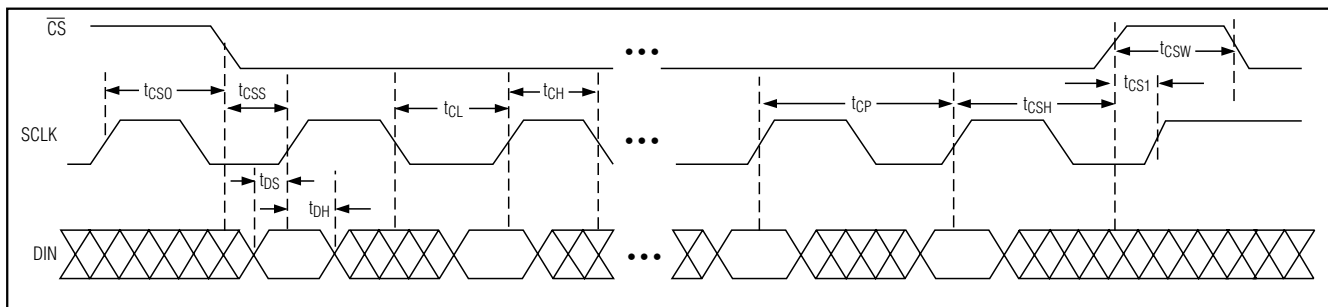 CS
•••
tCSW
tCSO
tCSS
tCL
tCH
tCP
tCSH
tCS1
SCLK
•••
tDS
tDH
DIN
•••